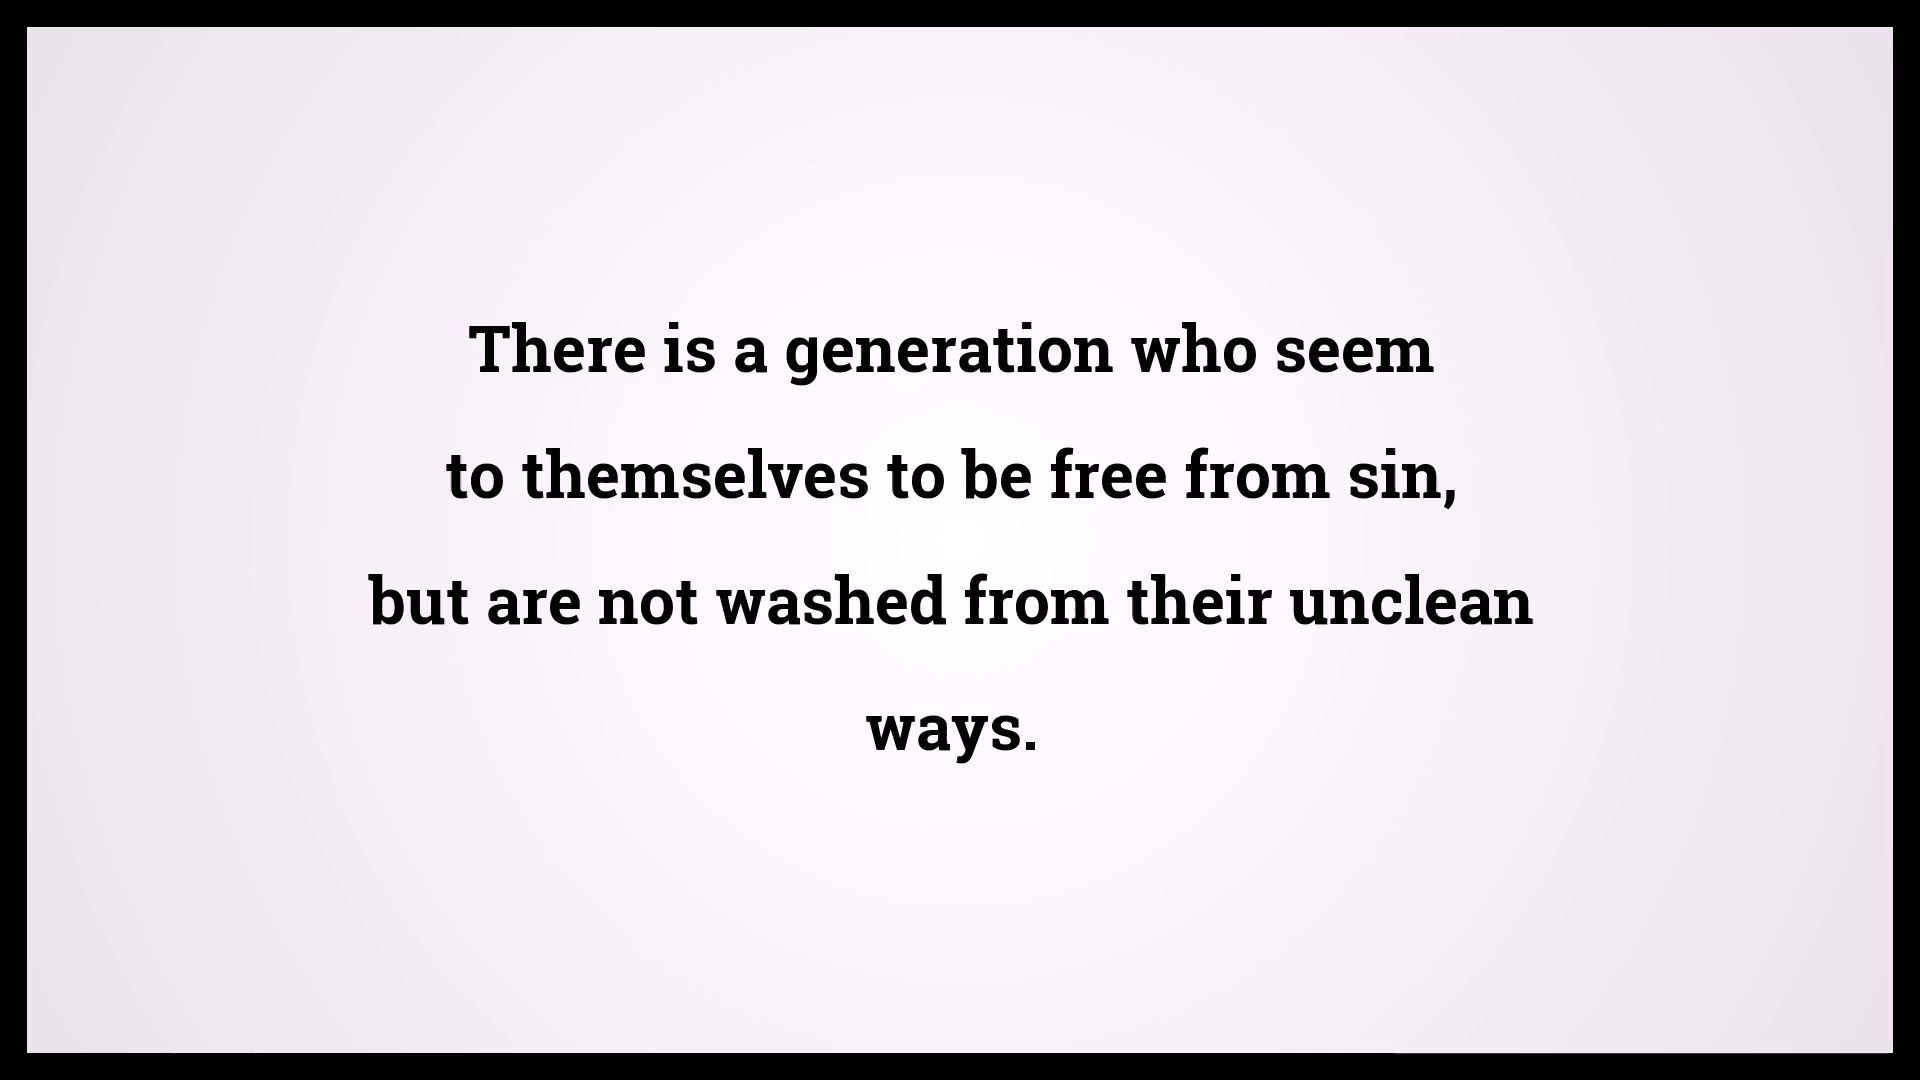 There is a generation who seem
to themselves to be free from sin,
but are not washed from their unclean
ways.